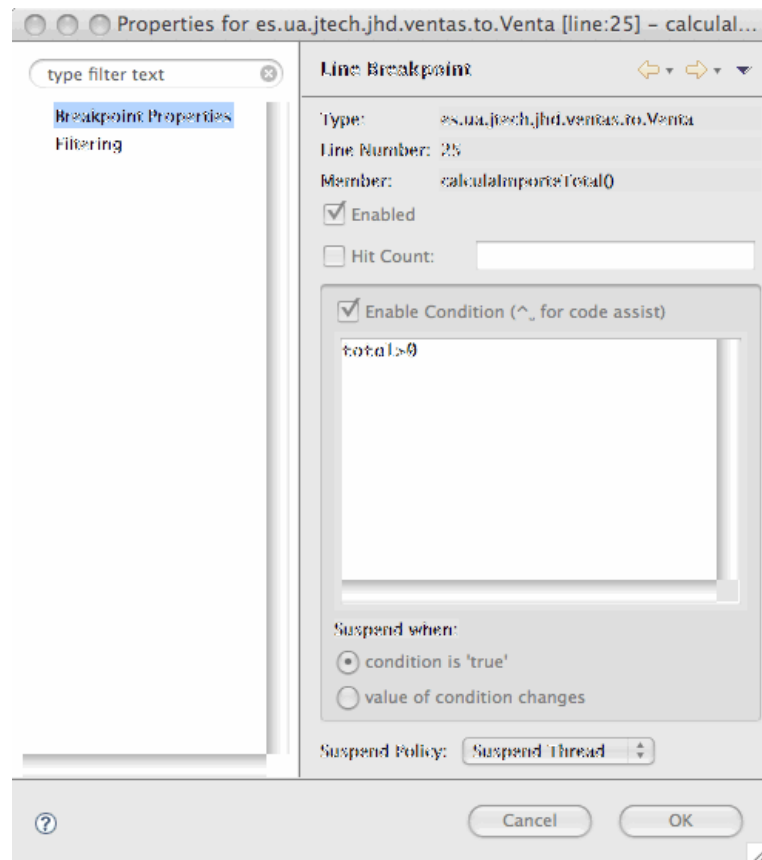 Properties for es.ua.jtech.jhd.ventas.to.Venta [line:25] – calculaI...
type filter text
Breakpoint Properties
Filtering
Line Breakpoint
Type: es.ua.jtech.jhd.ventas.to.Venta
Line Number: 25
Member: calculaImporteTotal()
Enabled
Hit Count:
Enable Condition (^␣ for code assist)
total>0
Suspend when:
condition is 'true'
value of condition changes
Suspend Policy: Suspend Thread
? Cancel OK